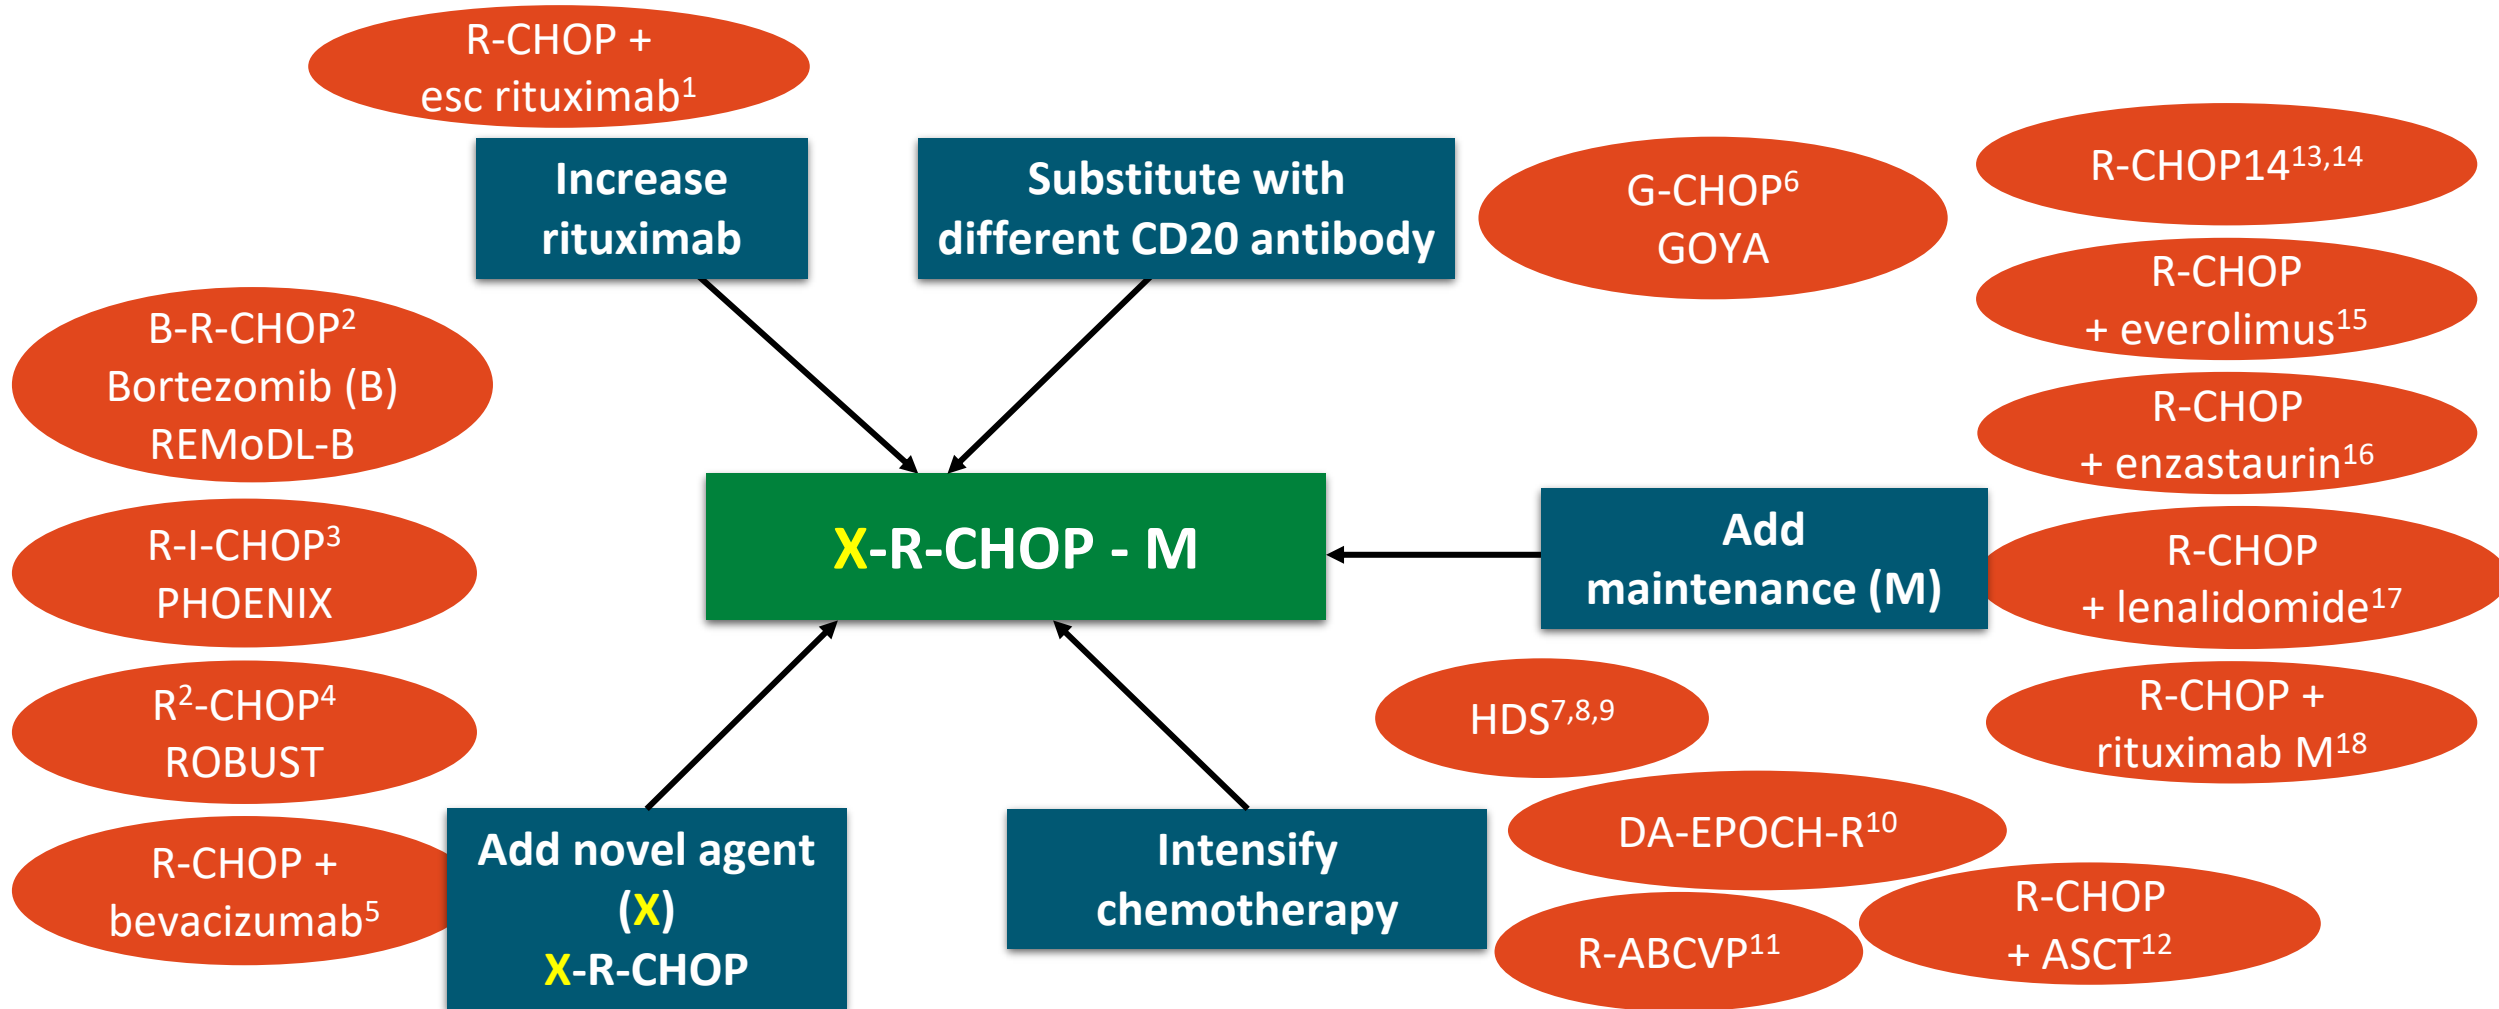 R-CHOP +
esc rituximab¹
Increase
rituximab
Substitute with
different CD20 antibody
G-CHOP⁶
GOYA
R-CHOP14¹³,¹⁴
R-CHOP
+ everolimus¹⁵
B-R-CHOP²
Bortezomib (B)
REMoDL-B
R-CHOP
+ enzastaurin¹⁶
X-R-CHOP - M
Add
maintenance (M)
R-CHOP
+ lenalidomide¹⁷
R-I-CHOP³
PHOENIX
R²-CHOP⁴
ROBUST
HDS⁷,⁸,⁹
R-CHOP +
rituximab M¹⁸
R-CHOP +
bevacizumab⁵
Add novel agent
(X)
X-R-CHOP
Intensify
chemotherapy
DA-EPOCH-R¹⁰
R-ABCVP¹¹
R-CHOP
+ ASCT¹²